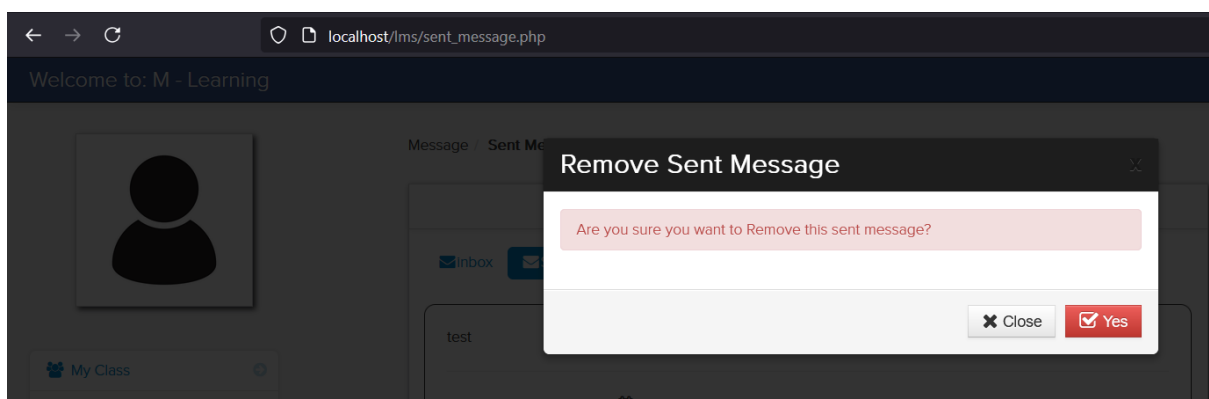 localhost/lms/sent_message.php
Welcome to: M - Learning
Message / Sent Me
Remove Sent Message
x
Are you sure you want to Remove this sent message?
inbox
test
Close
Yes
My Class